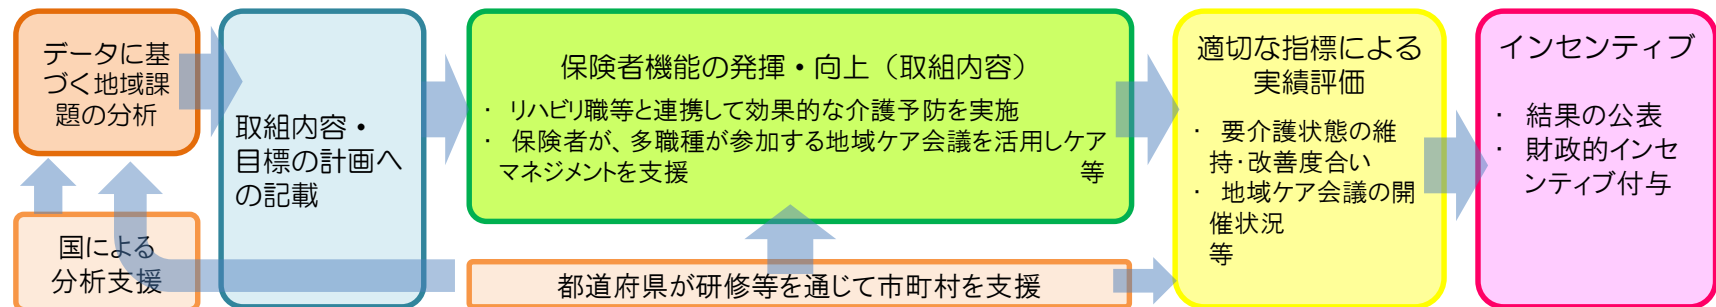 データに基
づく地域課
題の分析
国による
分析支援
取組内容・
目標の計画へ
の記載
保険者機能の発揮・向上（取組内容）
・ リハビリ職等と連携して効果的な介護予防を実施
・ 保険者が、多職種が参加する地域ケア会議を活用しケア
マネジメントを支援 等
都道府県が研修等を通じて市町村を支援
適切な指標による
実績評価
・ 要介護状態の維
持・改善度合い
・ 地域ケア会議の開
催状況
等
インセンティブ
・ 結果の公表
・ 財政的インセ
ンティブ付与